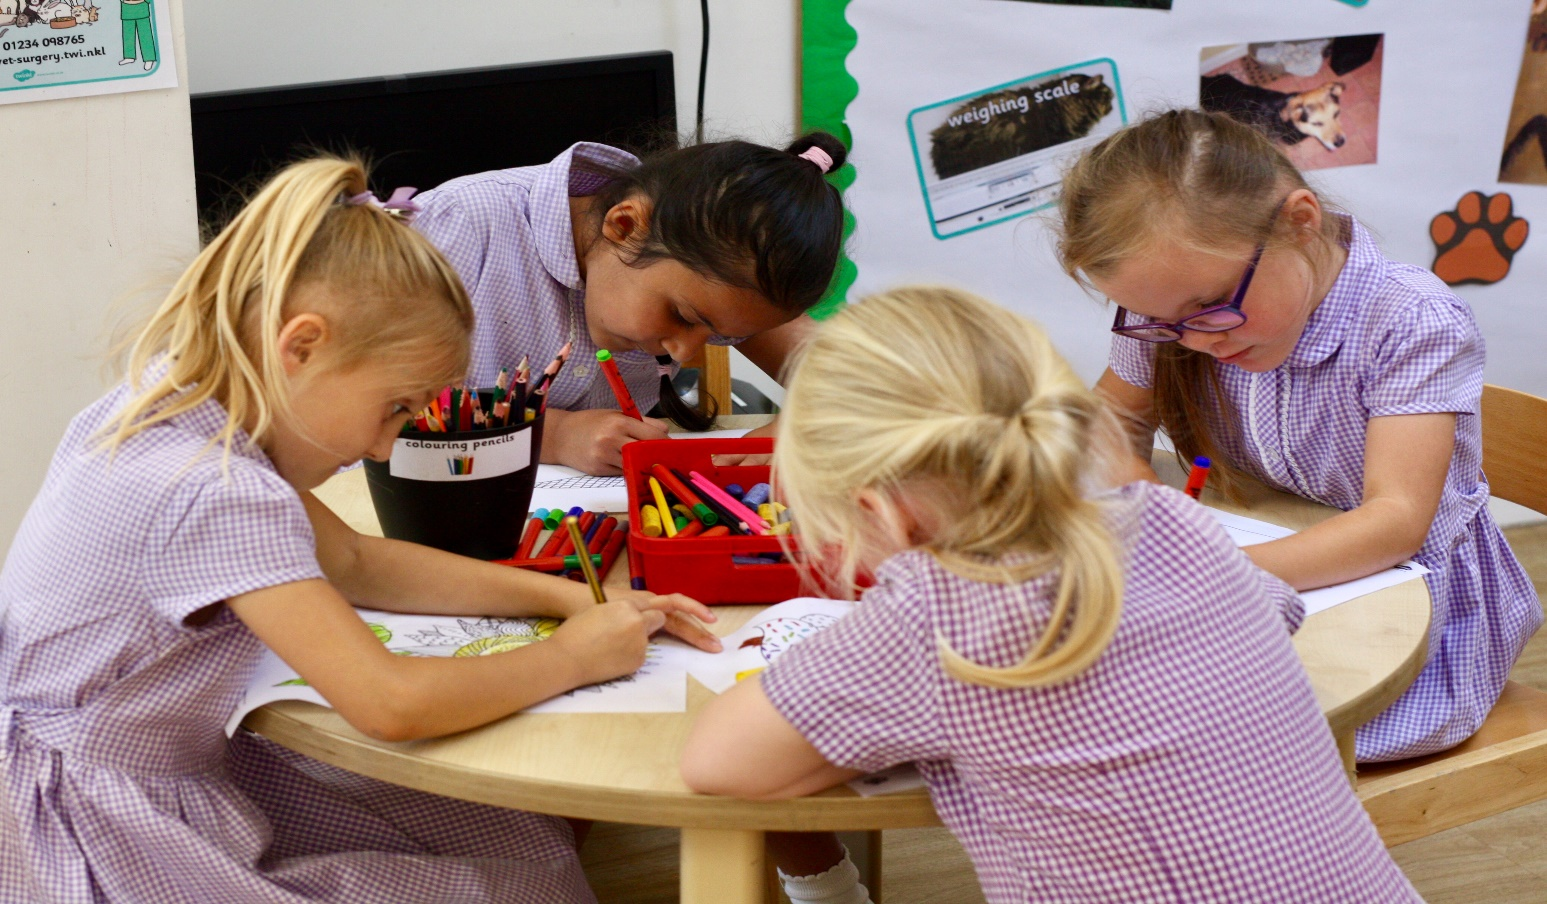 01234 098765
vet-surgery.twi.nkl
weighing scale
colouring pencils